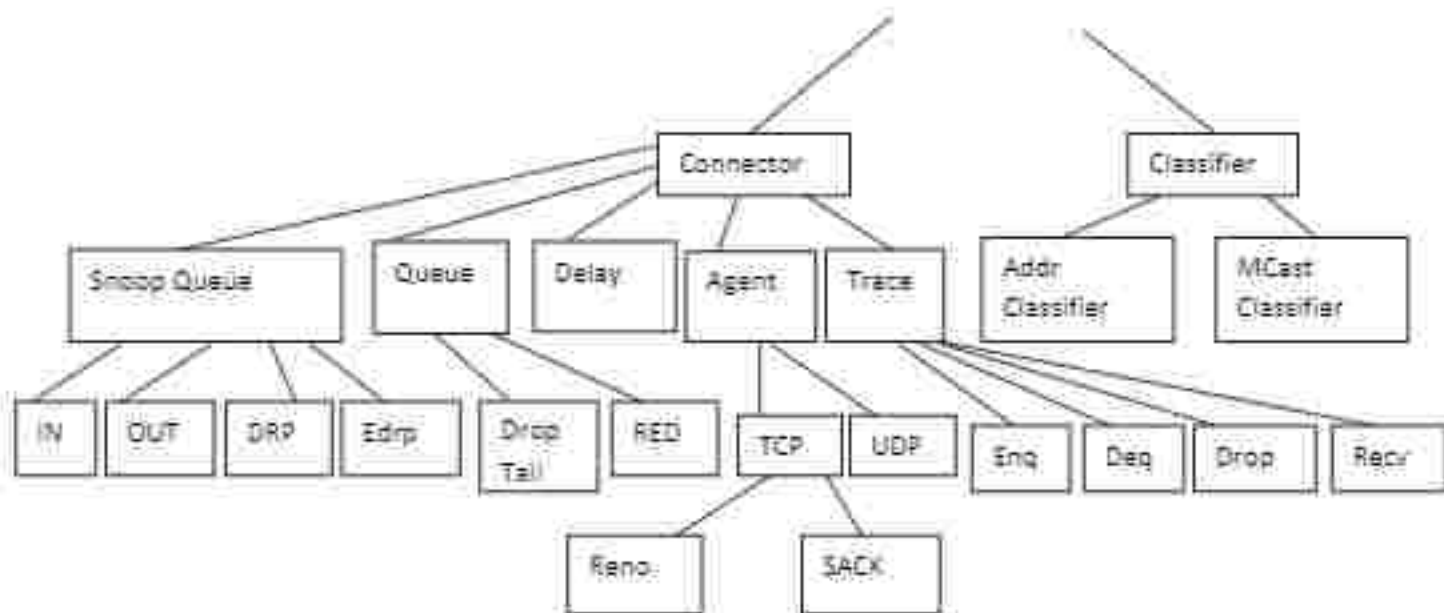 Connector
Classifier
Snoop Queue
Queue
Delay
Agent
Trace
Addr
Classifier
MCast
Classifier
IN
OUT
DRP
Edrp
Drop
Tail
RED
TCP
UDP
Enq
Deq
Drop
Recv
Reno
SACK